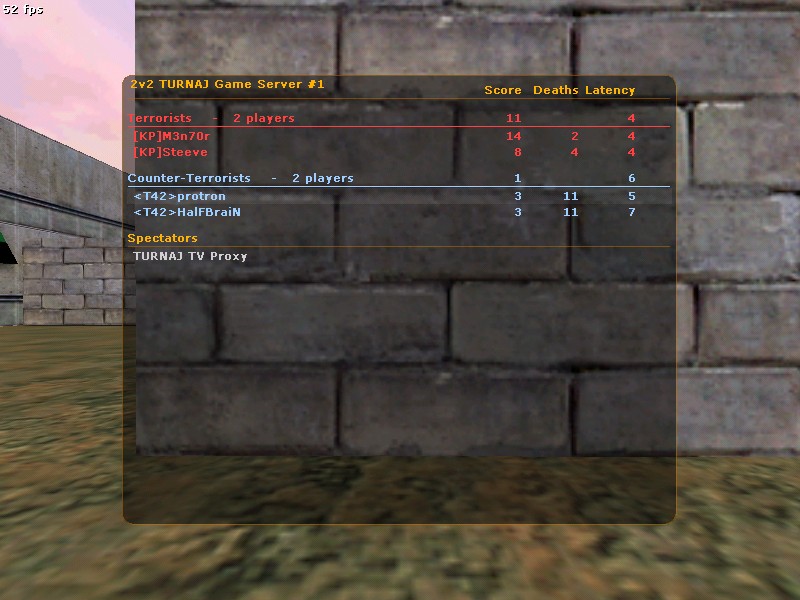 52 fps
2v2 TURNAJ Game Server #1 Score Deaths Latency
Terrorists - 2 players 11 4
[KP]M3n70r 14 2 4
[KP]Steeve 8 4 4
Counter-Terrorists - 2 players 1 6
<T42>protron 3 11 5
<T42>HalFBraiN 3 11 7
Spectators
TURNAJ TV Proxy